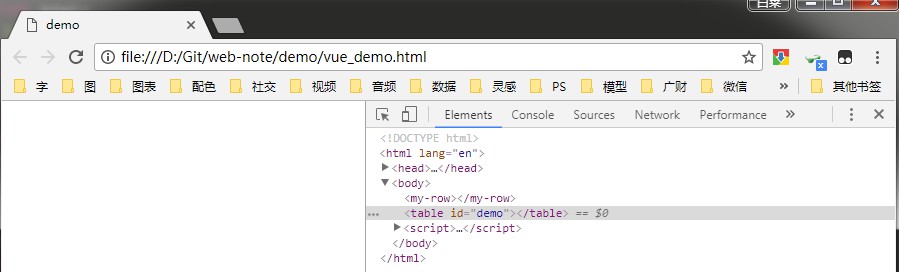 白菜
demo
file:///D:/Git/web-note/demo/vue_demo.html
字 图 图表 配色 社交 视频 音频 数据 灵感 PS 模型 广财 微信 » 其他书签
Elements Console Sources Network Performance »
<!DOCTYPE html>
<html lang="en">
<head>…</head>
<body>
<my-row></my-row>
<table id="demo"></table> == $0
<script>…</script>
</body>
</html>